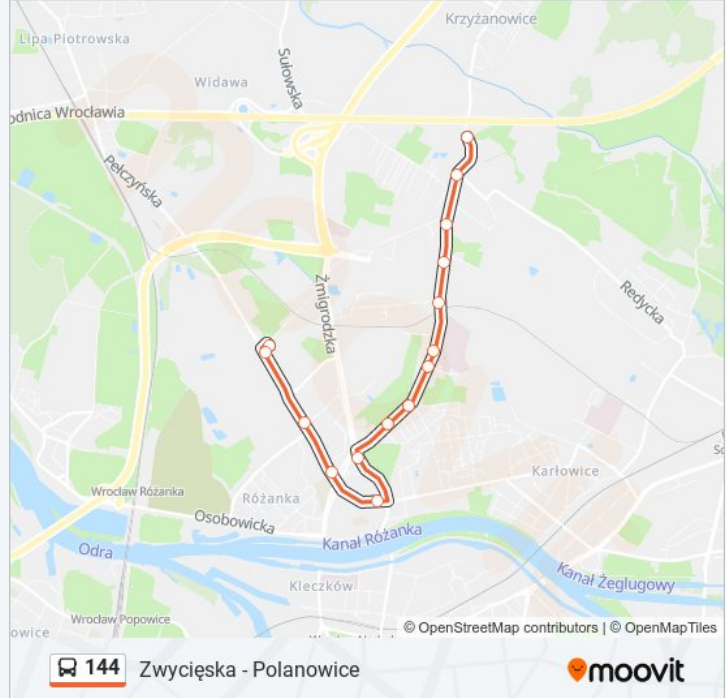 Krzyżanowice
Lipa Piotrowska
Sułowska
Widawa
odnica Wrocławia
Pełczyńska
Żmigrodzka
Redycka
Karłowice
Wrocław Różanka
Różanka
Osobowicka
Kanał Różanka
Odra
Kanał Żeglugowy
Kleczków
Wrocław Popowice
owice
© OpenStreetMap contributors | © OpenMapTiles
144 Zwycięska - Polanowice
moovit